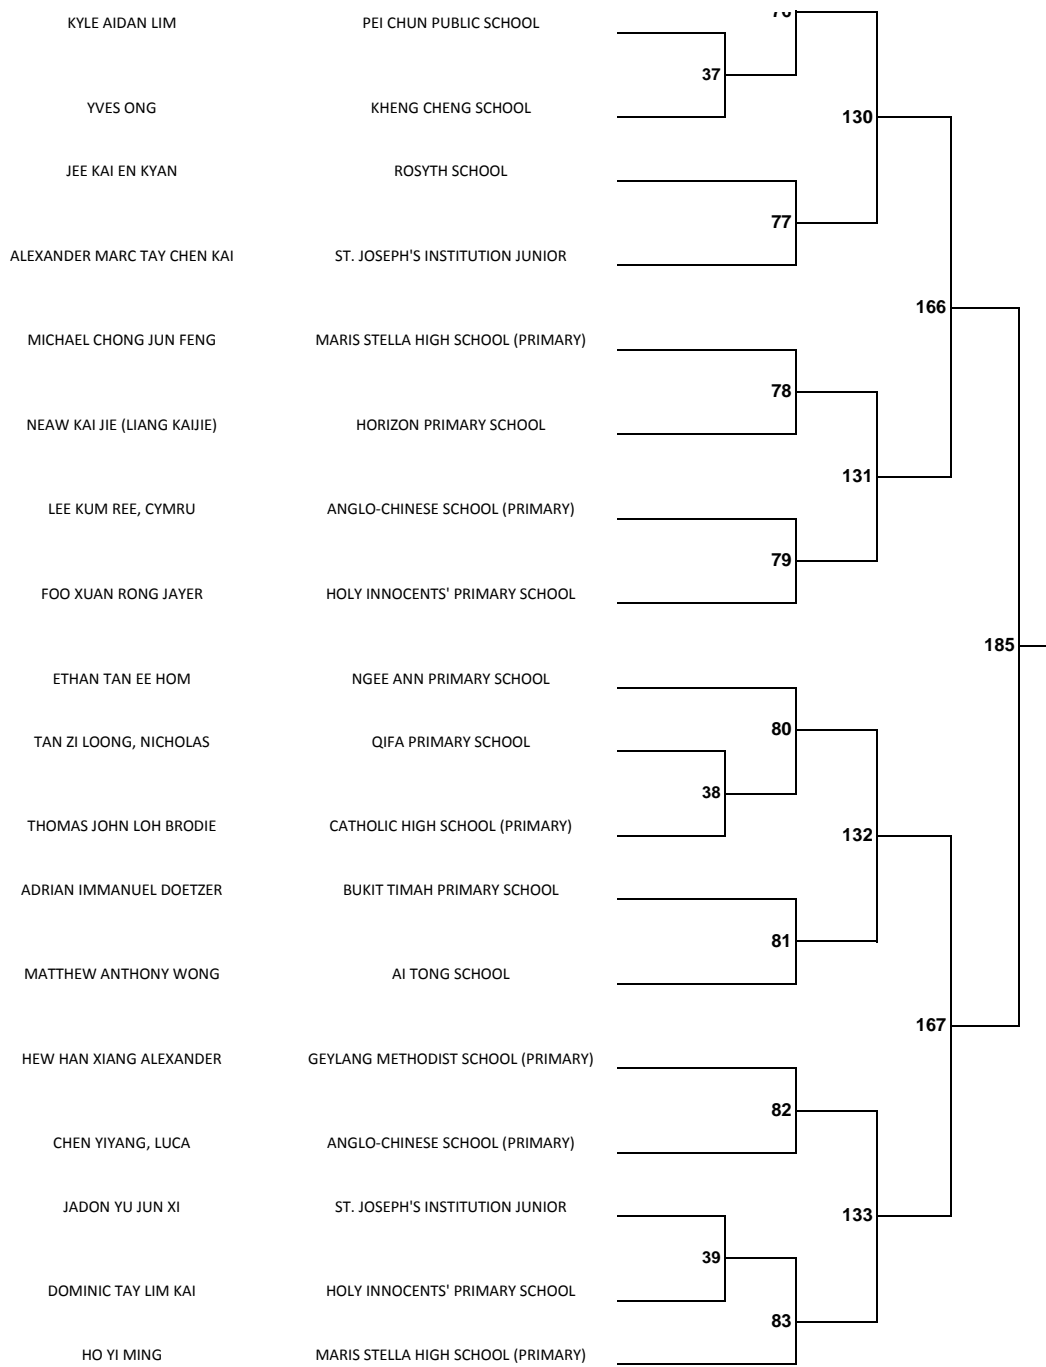 KYLE AIDAN LIM PEI CHUN PUBLIC SCHOOL
37
YVES ONG KHENG CHENG SCHOOL
130
JEE KAI EN KYAN ROSYTH SCHOOL
77
ALEXANDER MARC TAY CHEN KAI ST. JOSEPH'S INSTITUTION JUNIOR
166
MICHAEL CHONG JUN FENG MARIS STELLA HIGH SCHOOL (PRIMARY)
78
NEAW KAI JIE (LIANG KAIJIE) HORIZON PRIMARY SCHOOL
131
LEE KUM REE, CYMRU ANGLO-CHINESE SCHOOL (PRIMARY)
79
FOO XUAN RONG JAYER HOLY INNOCENTS' PRIMARY SCHOOL
185
ETHAN TAN EE HOM NGEE ANN PRIMARY SCHOOL
80
TAN ZI LOONG, NICHOLAS QIFA PRIMARY SCHOOL
38
THOMAS JOHN LOH BRODIE CATHOLIC HIGH SCHOOL (PRIMARY)
132
ADRIAN IMMANUEL DOETZER BUKIT TIMAH PRIMARY SCHOOL
81
MATTHEW ANTHONY WONG AI TONG SCHOOL
167
HEW HAN XIANG ALEXANDER GEYLANG METHODIST SCHOOL (PRIMARY)
82
CHEN YIYANG, LUCA ANGLO-CHINESE SCHOOL (PRIMARY)
JADON YU JUN XI ST. JOSEPH'S INSTITUTION JUNIOR
133
39
DOMINIC TAY LIM KAI HOLY INNOCENTS' PRIMARY SCHOOL
83
HO YI MING MARIS STELLA HIGH SCHOOL (PRIMARY)